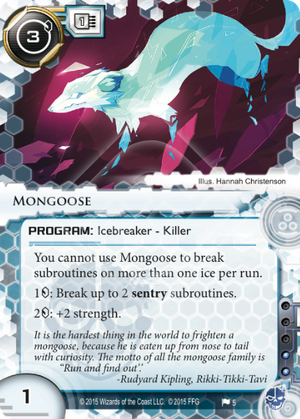 3
1
Illus. Hannah Christenson
MONGOOSE
PROGRAM: Icebreaker - Killer
You cannot use Mongoose to break
subroutines on more than one ice per run.
1: Break up to 2 sentry subroutines.
2: +2 strength.
It is the hardest thing in the world to frighten a
mongoose, because he is eaten up from nose to tail
with curiosity. The motto of all the mongoose family is
"Run and find out".
-Rudyard Kipling, Rikki-Tikki-Tavi
1
© 2015 Wizards of the Coast LLC. © 2015 FFG
5